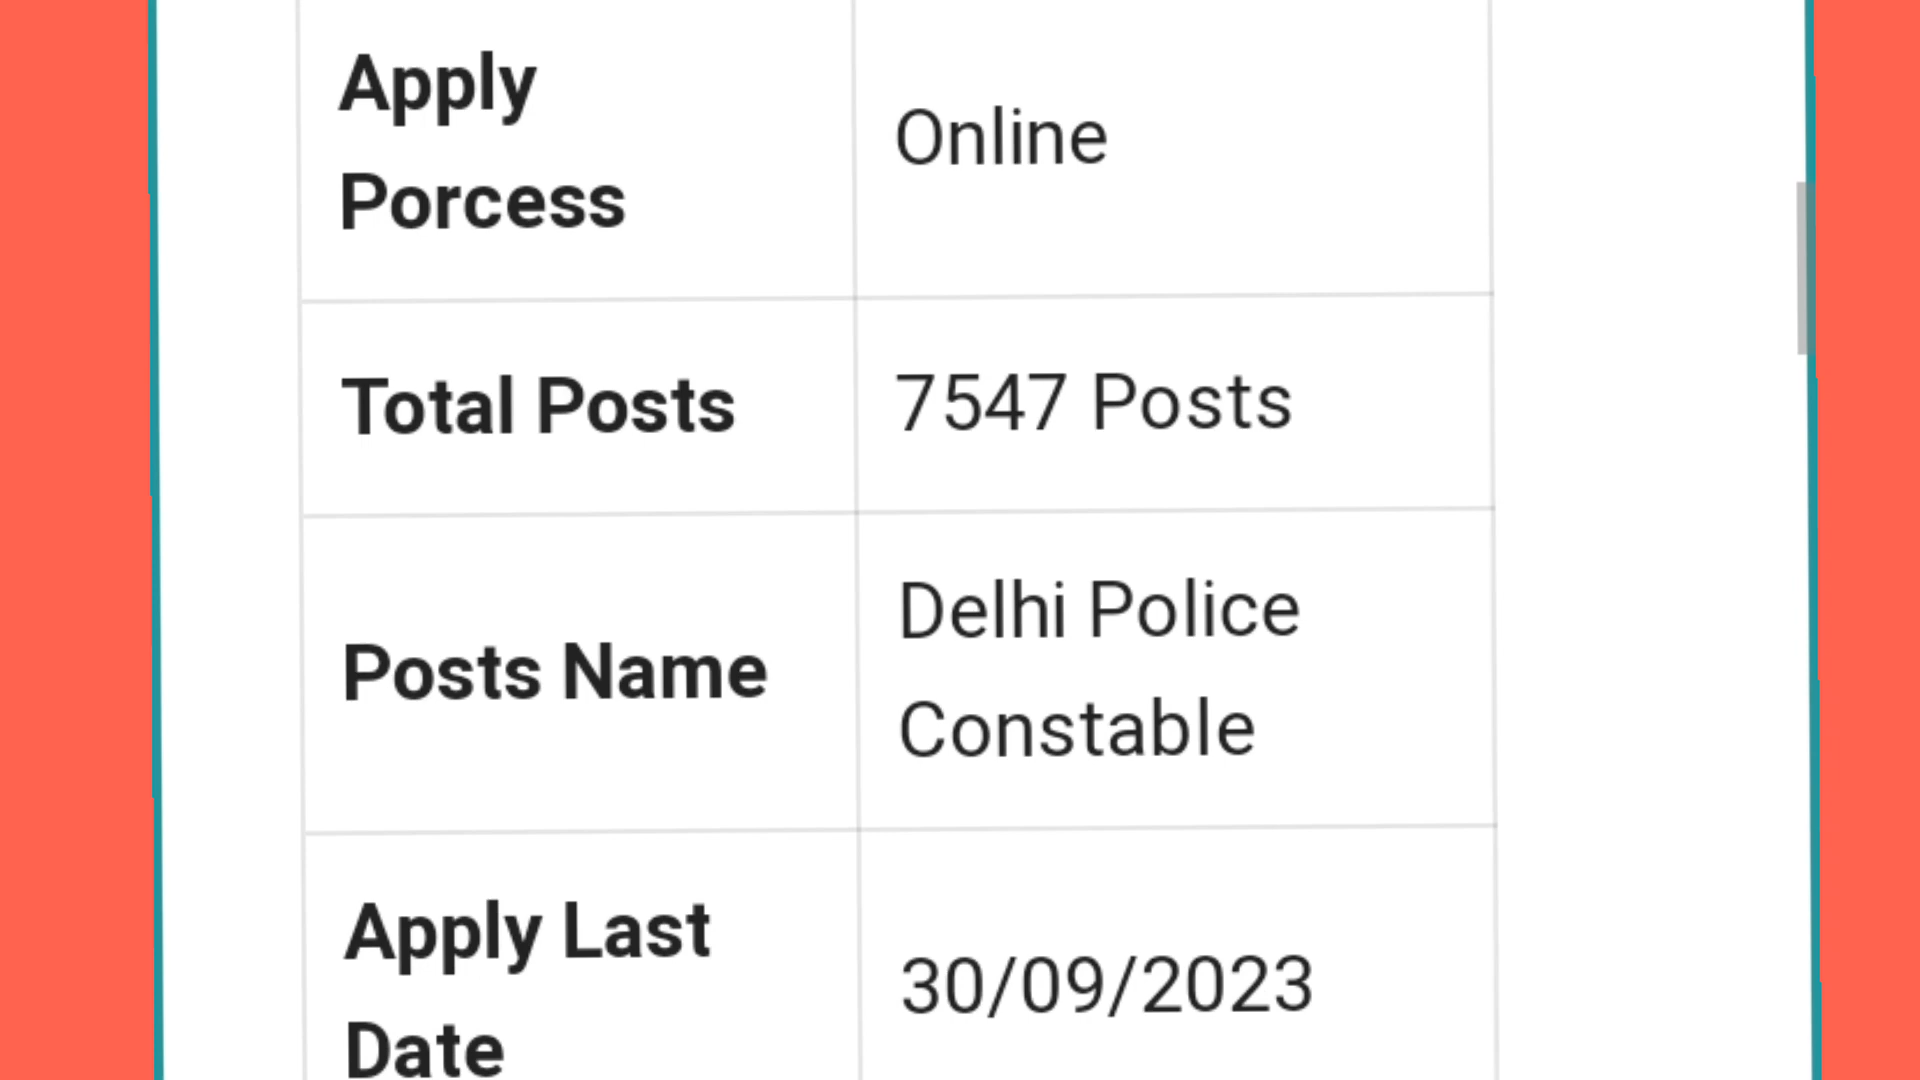 Apply
Porcess
Online
Total Posts
7547 Posts
Posts Name
Delhi Police
Constable
Apply Last
Date
30/09/2023